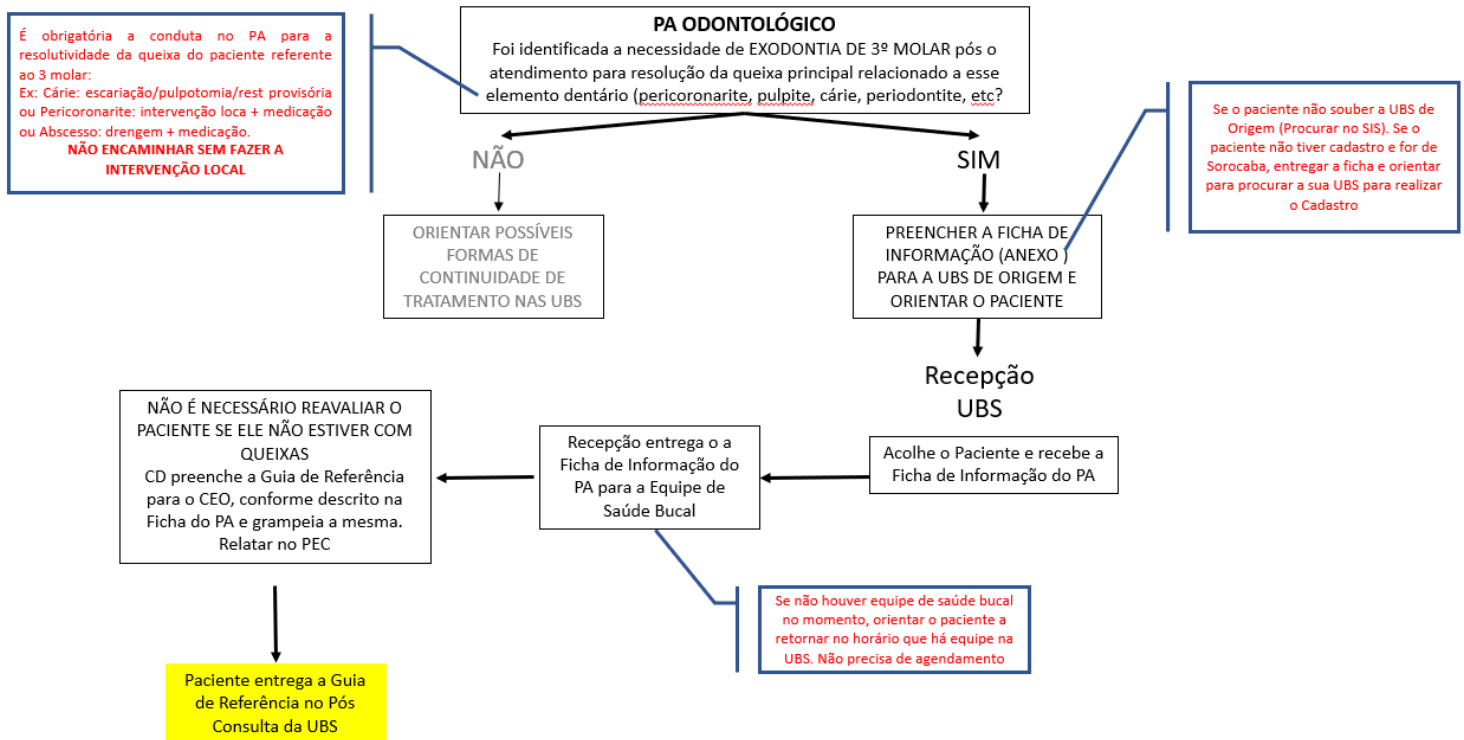 É obrigatória a conduta no PA para a
resolutividade da queixa do paciente referente
ao 3 molar:
Ex: Cárie: escariação/pulpotomia/rest provisória
ou Pericoronarite: intervenção loca + medicação
ou Abscesso: drengem + medicação.
NÃO ENCAMINHAR SEM FAZER A
INTERVENÇÃO LOCAL
PA ODONTOLÓGICO
Foi identificada a necessidade de EXODONTIA DE 3º MOLAR pós o
atendimento para resolução da queixa principal relacionado a esse
elemento dentário (pericoronarite, pulpite, cárie, periodontite, etc?
Se o paciente não souber a UBS de
Origem (Procurar no SIS). Se o
paciente não tiver cadastro e for de
Sorocaba, entregar a ficha e orientar
para procurar a sua UBS para realizar
o Cadastro
NÃO
SIM
ORIENTAR POSSÍVEIS
FORMAS DE
CONTINUIDADE DE
TRATAMENTO NAS UBS
PREENCHER A FICHA DE
INFORMAÇÃO (ANEXO )
PARA A UBS DE ORIGEM E
ORIENTAR O PACIENTE
Recepção
UBS
Acolhe o Paciente e recebe a
Ficha de Informação do PA
Recepção entrega o a
Ficha de Informação do
PA para a Equipe de
Saúde Bucal
NÃO É NECESSÁRIO REAVALIAR O
PACIENTE SE ELE NÃO ESTIVER COM
QUEIXAS
CD preenche a Guia de Referência
para o CEO, conforme descrito na
Ficha do PA e grampeia a mesma.
Relatar no PEC
Se não houver equipe de saúde bucal
no momento, orientar o paciente a
retornar no horário que há equipe na
UBS. Não precisa de agendamento
Paciente entrega a Guia
de Referência no Pós
Consulta da UBS